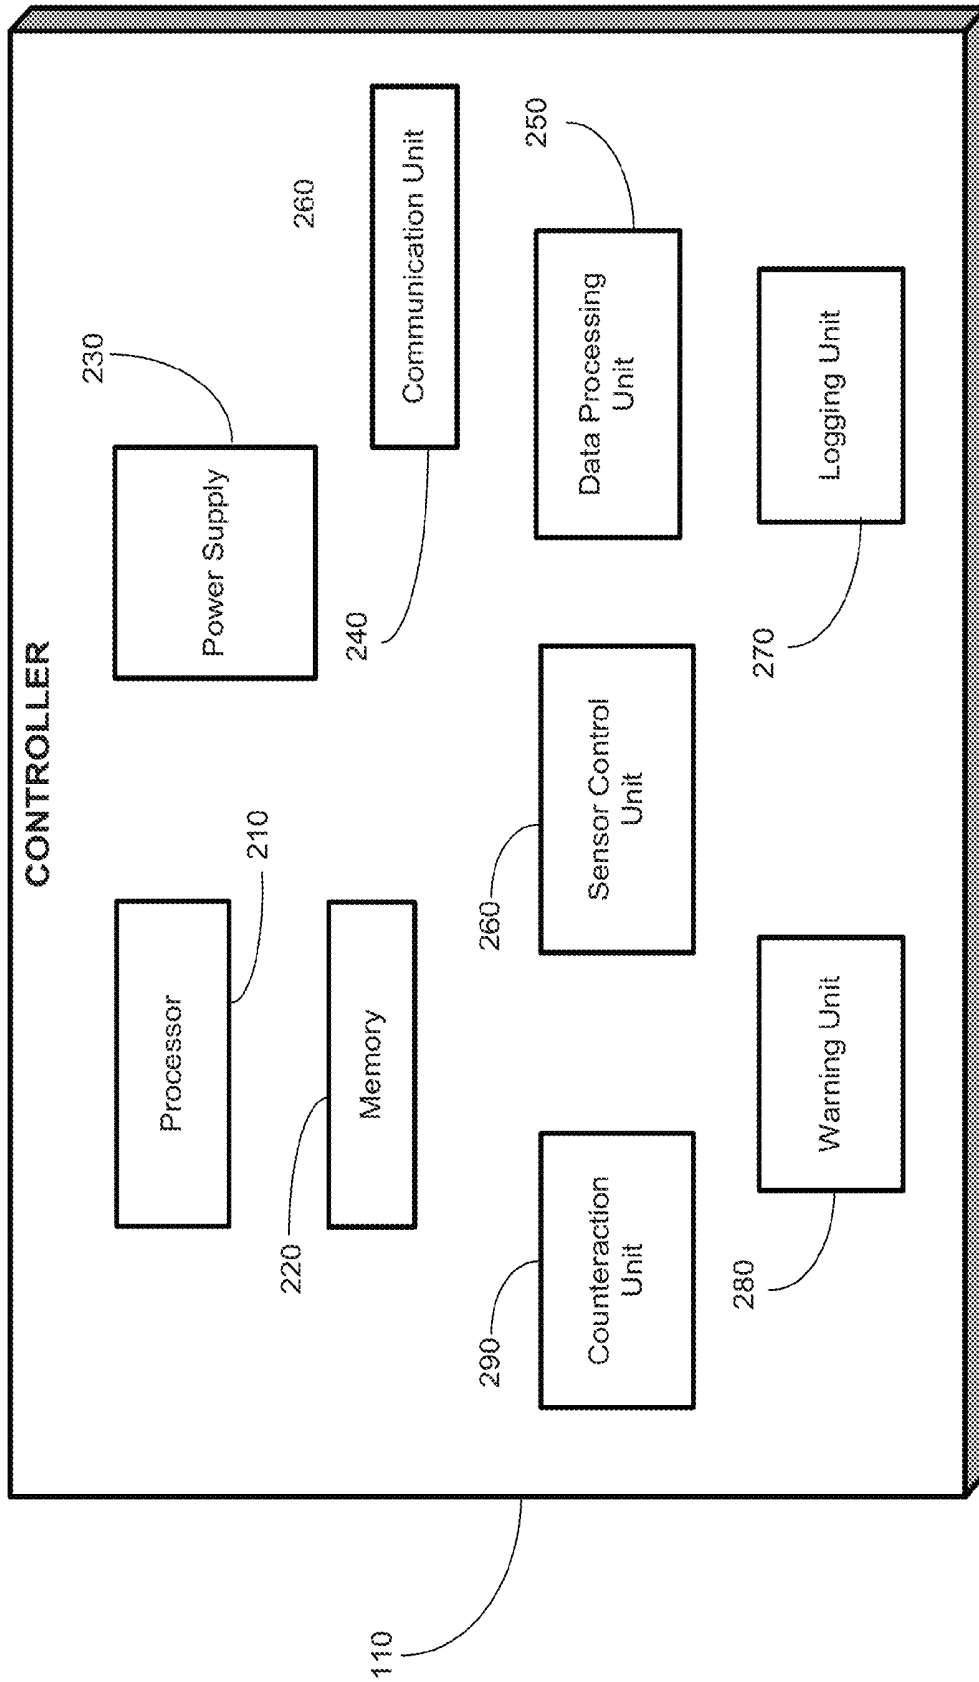 CONTROLLER
230
Processor
Power Supply
210
260
220
Memory
240
Communication Unit
290
260
250
Counteraction
Unit
Sensor Control
Unit
Data Processing
Unit
280
270
Warning Unit
Logging Unit
110